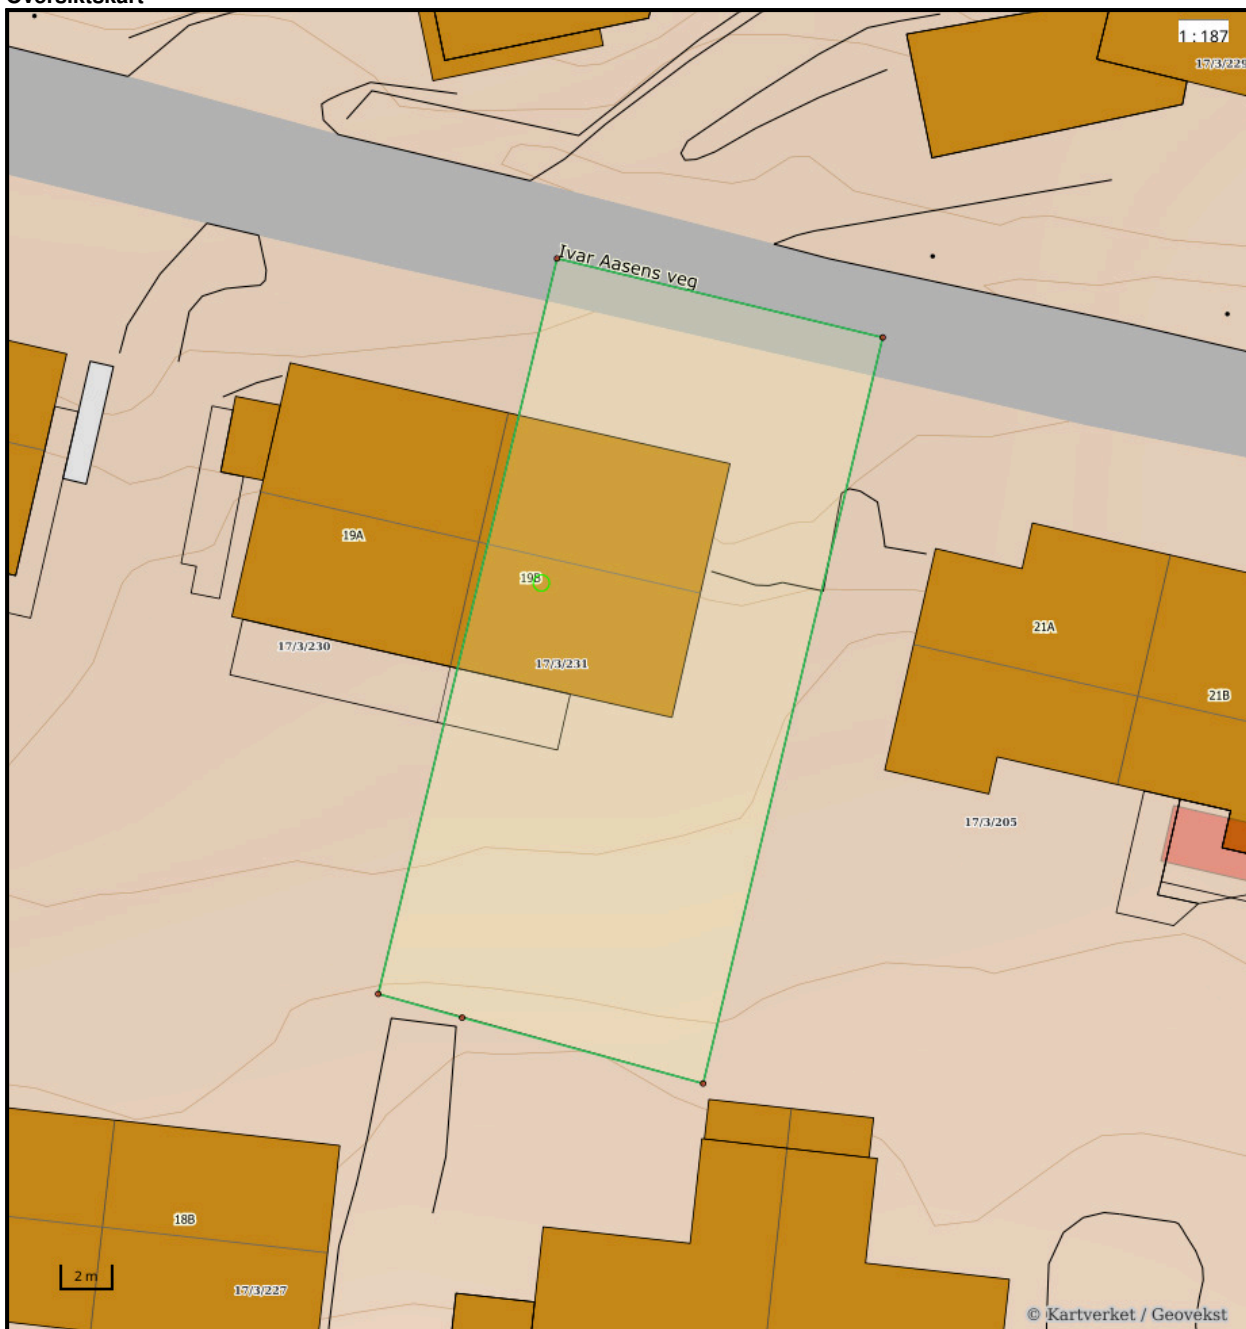 Oversiktskart
1 : 187
17/3/229
Ivar Aasens veg
19A
19B
17/3/230
17/3/231
21A
21B
17/3/205
18B
2 m
17/3/227
© Kartverket / Geovekst